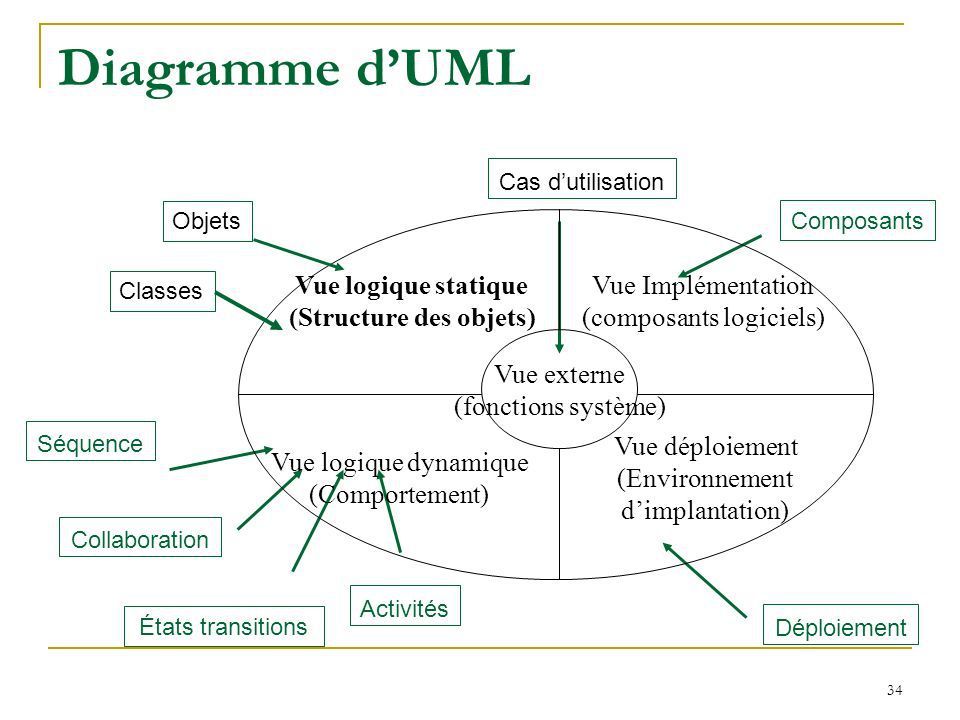 Diagramme d’UML
Cas d’utilisation
Objets
Composants
Classes
Vue logique statique
(Structure des objets)
Vue Implémentation
(composants logiciels)
Vue externe
(fonctions système)
Séquence
Vue logique dynamique
(Comportement)
Vue déploiement
(Environnement
d’implantation)
Collaboration
Activités
États transitions
Déploiement
34